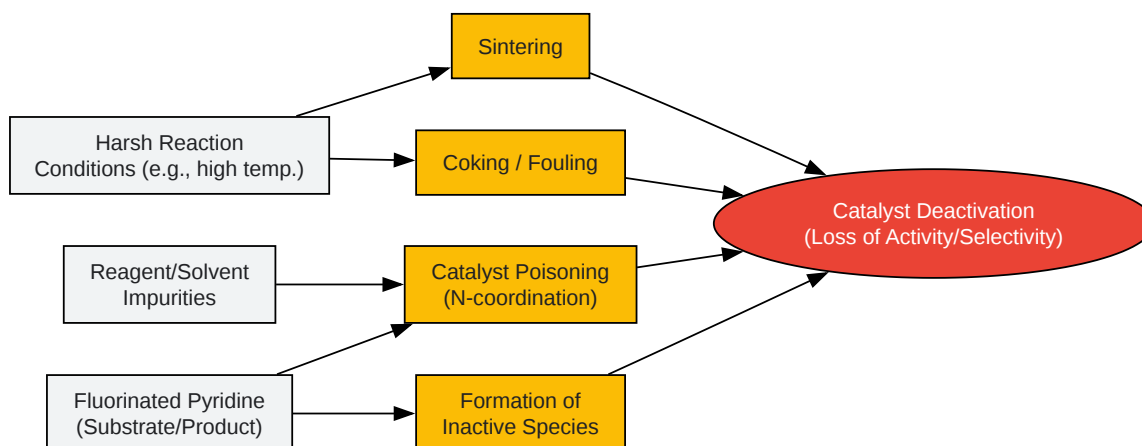 Sintering
Harsh Reaction
Conditions (e.g., high temp.)
Coking / Fouling
Catalyst Deactivation
(Loss of Activity/Selectivity)
Reagent/Solvent
Impurities
Catalyst Poisoning
(N-coordination)
Fluorinated Pyridine
(Substrate/Product)
Formation of
Inactive Species